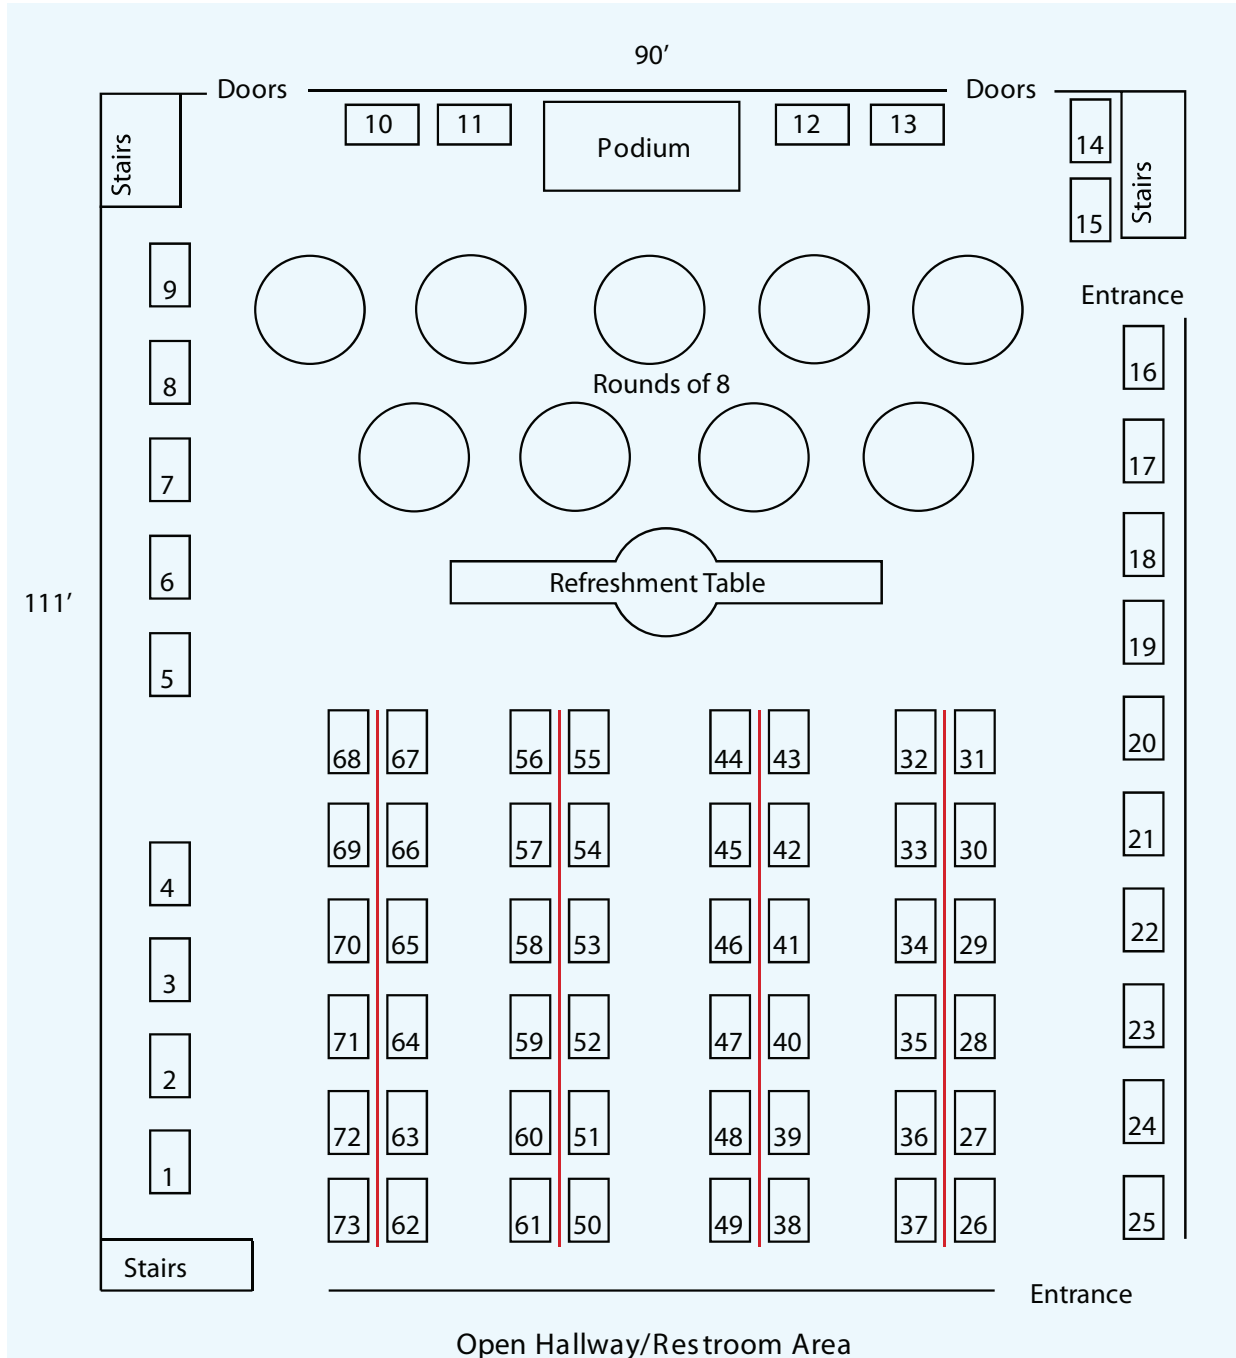 90′
Doors Doors
10 11 Podium 12 13 14
Stairs
15 Stairs
9 Entrance
8 Rounds of 8 16
7 17
6 Refreshment Table 18
111′
5 19
68 67 56 55 44 43 32 31 20
69 66 57 54 45 42 33 30 21
4
70 65 58 53 46 41 34 29 22
3
71 64 59 52 47 40 35 28 23
2
72 63 60 51 48 39 36 27 24
1
73 62 61 50 49 38 37 26 25
Stairs
Entrance
Open Hallway/Restroom Area